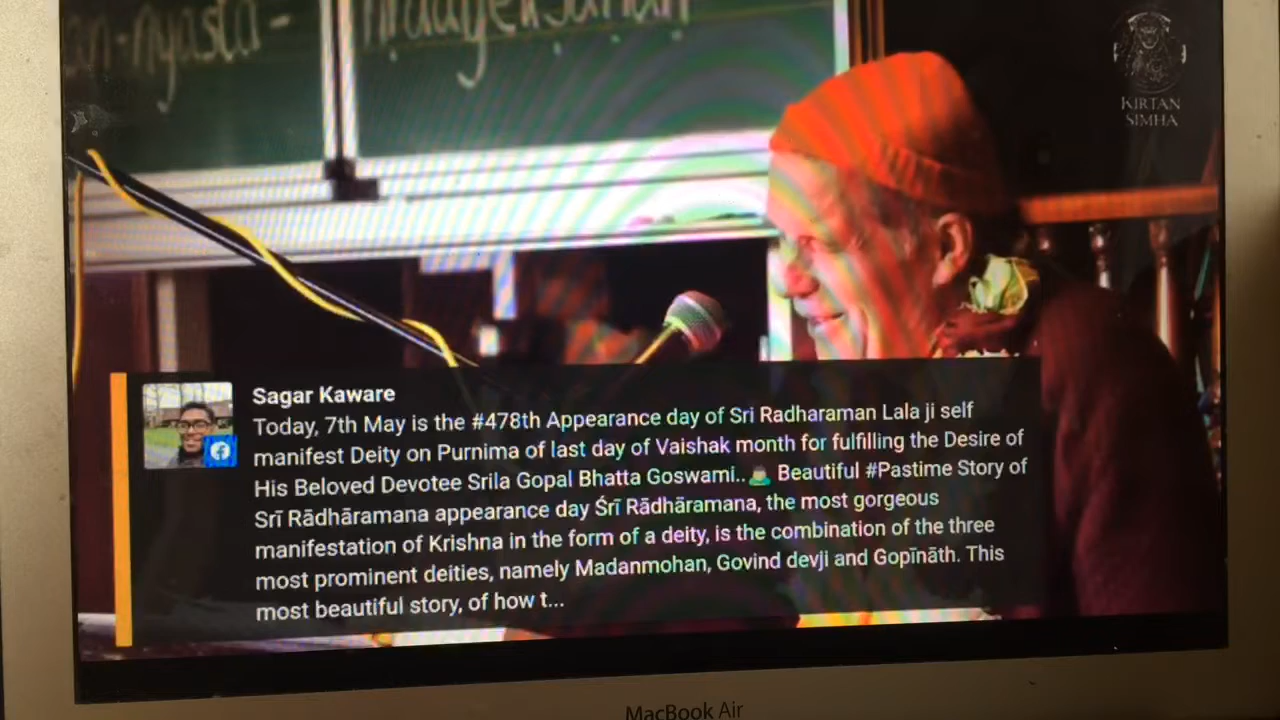 KIRTAN
SIMHA
Sagar Kaware
Today, 7th May is the #478th Appearance day of Sri Radharaman Lala ji self
manifest Deity on Purnima of last day of Vaishak month for fulfilling the Desire of
His Beloved Devotee Srila Gopal Bhatta Goswami.. Beautiful #Pastime Story of
Srī Rādhāramana appearance day Śrī Rādhāramana, the most gorgeous
manifestation of Krishna in the form of a deity, is the combination of the three
most prominent deities, namely Madanmohan, Govind devji and Gopīnāth. This
most beautiful story, of how t...
MacBook Air